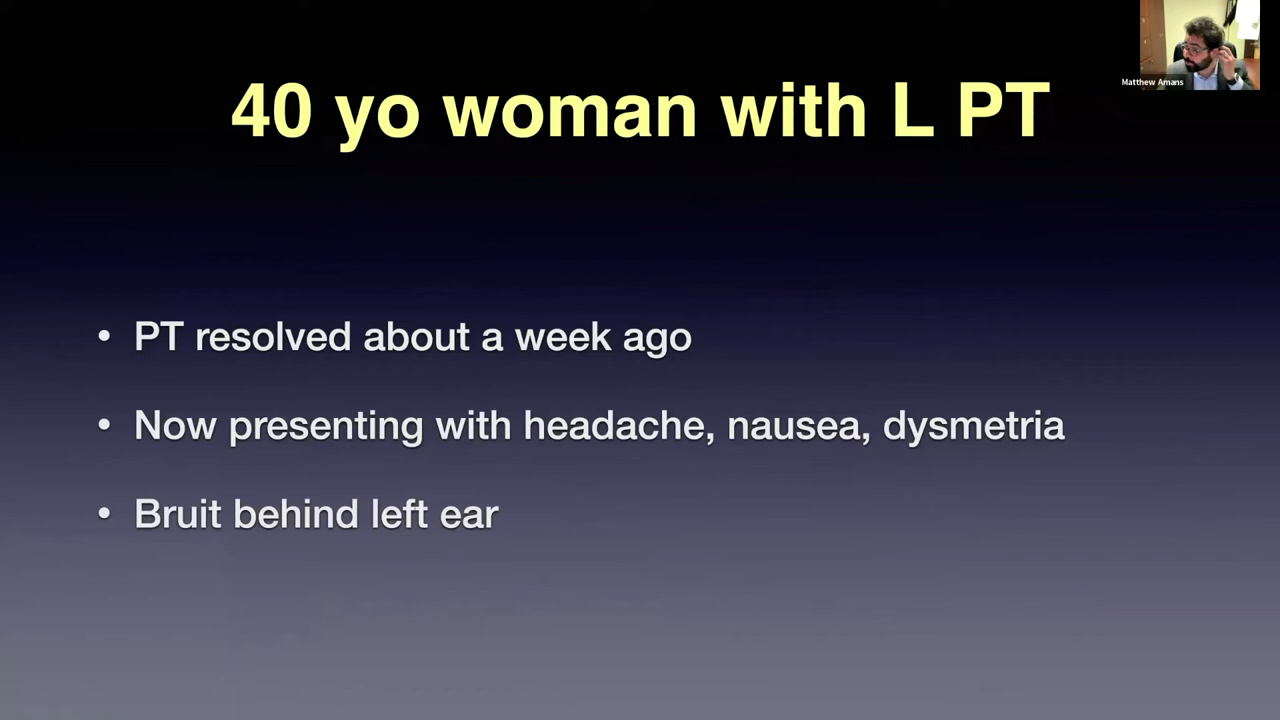 Matthew Amans
40 yo woman with L PT
• PT resolved about a week ago
• Now presenting with headache, nausea, dysmetria
• Bruit behind left ear